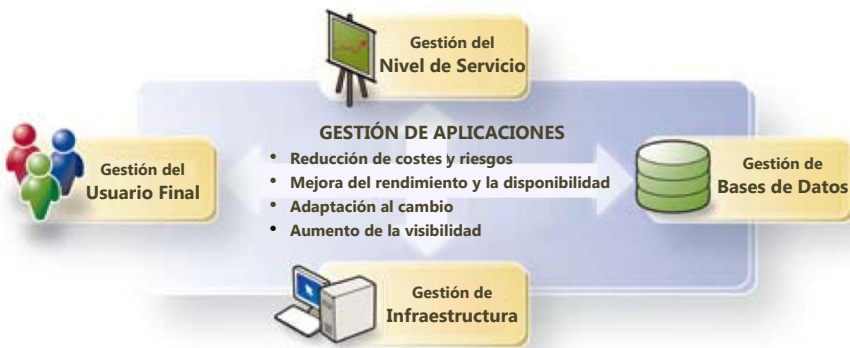 Gestión del
Nivel de Servicio
GESTIÓN DE APLICACIONES
• Reducción de costes y riesgos
• Mejora del rendimiento y la disponibilidad
• Adaptación al cambio
• Aumento de la visibilidad
Gestión del
Usuario Final
Gestión de
Bases de Datos
Gestión de
Infraestructura